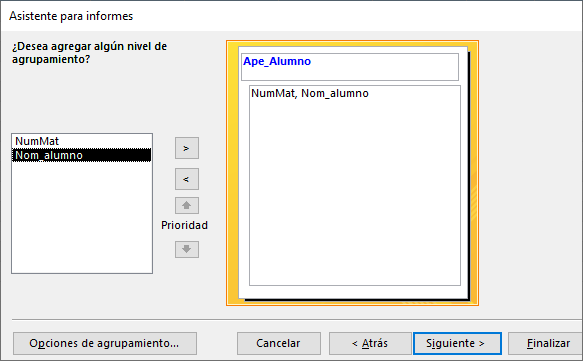 Asistente para informes
¿Desea agregar algún nivel de
agrupamiento?
Ape_Alumno
NumMat, Nom_alumno
NumMat
Nom_alumno
>
<
Prioridad
Opciones de agrupamiento...
Cancelar
< Atrás
Siguiente >
Finalizar